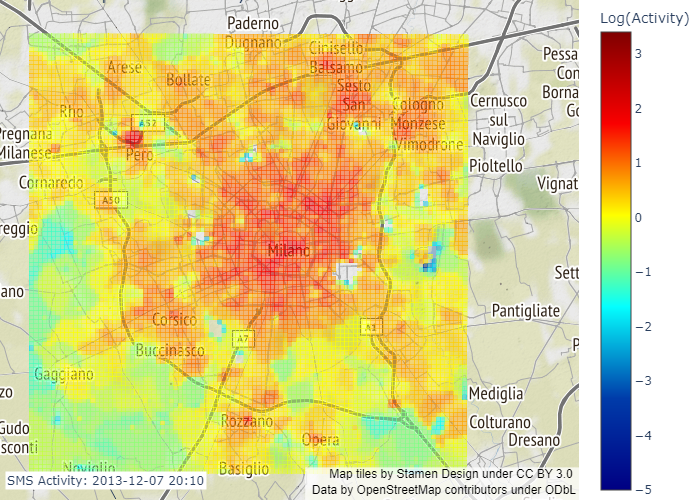 Paderno
Dugnano
Cinisello
Balsamo
Sesto
San
Giovanni
Arese
Bollate
Rho
A52
Pero
Pregnana
Milanese
Cornaredo
A50
reggio
ano
Cologno
Monzese
Vimodrone
Cernusco
sul
Naviglio
Pioltello
Pessa
Con
Borna
Go
Vignat
Milano
Sett
Pantigliate
P
Corsico
Buccinasco
A7
A1
Gaggiano
zo
Gudo
sconti
Rozzano
Opera
Mediglia
Colturano
Dresano
Noviglio
Basiglio
SMS Activity: 2013-12-07 20:10
Map tiles by Stamen Design under CC BY 3.0
Data by OpenStreetMap contributors under ODbL
Log(Activity)
3
2
1
0
−1
−2
−3
−4
−5